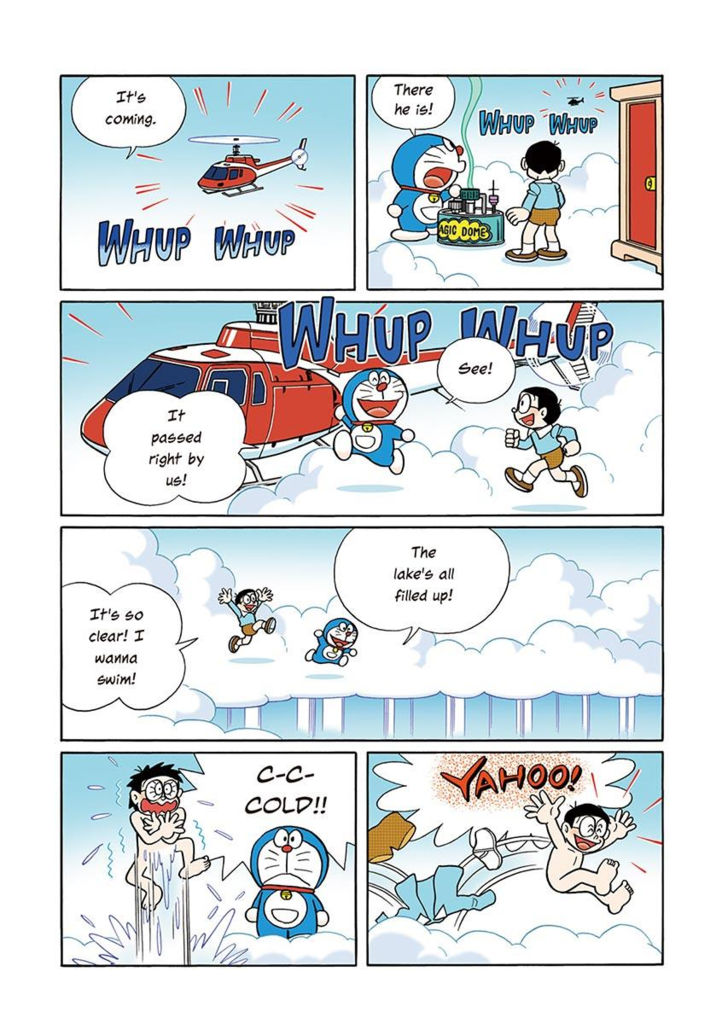 There
he is!
WHUP WHUP
AGIC DOME
It's
coming.
WHUP WHUP
WHUP WHUP
See!
It
passed
right by
us!
The
lake's all
filled up!
It's so
clear! I
wanna
swim!
YAHOO!
C-C-
COLD!!